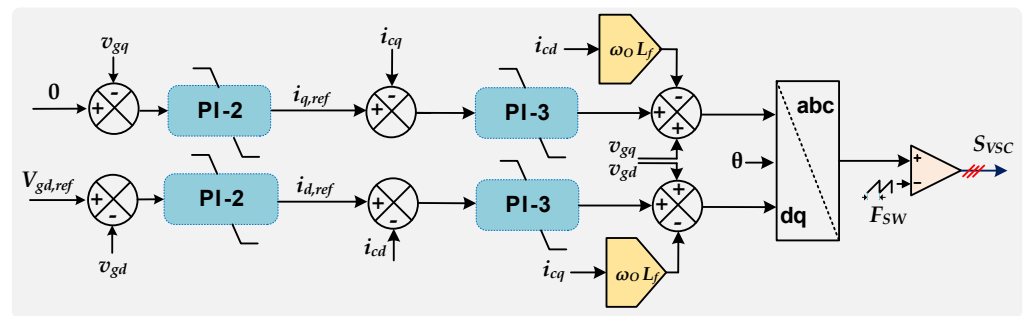 v_gq
i_cq
i_cd
ω_O L_f
0
PI-2
i_q,ref
PI-3
abc
S_VSC
v_gq
v_gd
θ
V_gd,ref
PI-2
i_d,ref
PI-3
dq
F_SW
v_gd
i_cd
i_cq
ω_O L_f